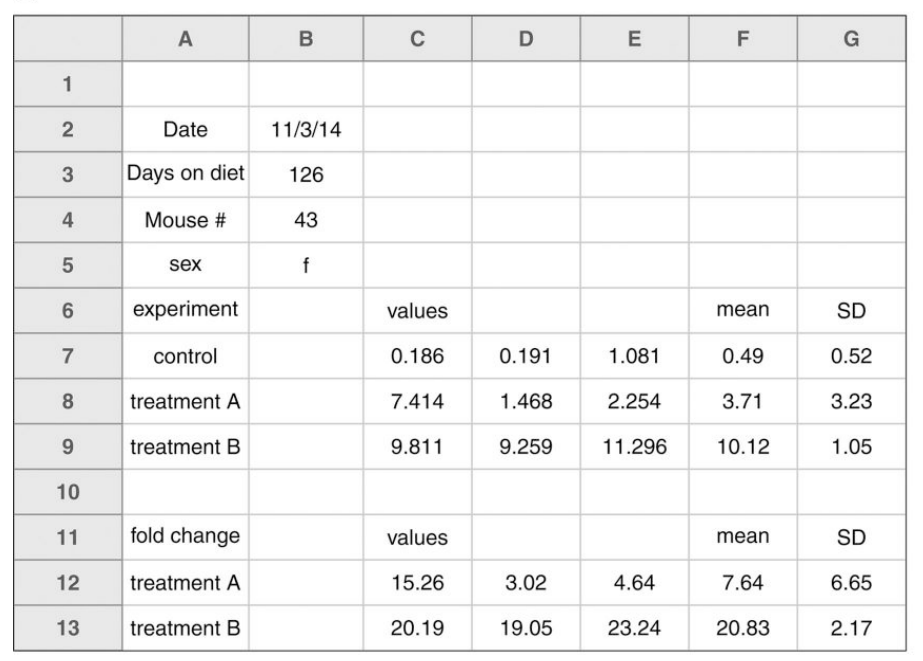 A B C D E F G
1
2 Date 11/3/14
3 Days on diet 126
4 Mouse # 43
5 sex f
6 experiment values mean SD
7 control 0.186 0.191 1.081 0.49 0.52
8 treatment A 7.414 1.468 2.254 3.71 3.23
9 treatment B 9.811 9.259 11.296 10.12 1.05
10
11 fold change values mean SD
12 treatment A 15.26 3.02 4.64 7.64 6.65
13 treatment B 20.19 19.05 23.24 20.83 2.17